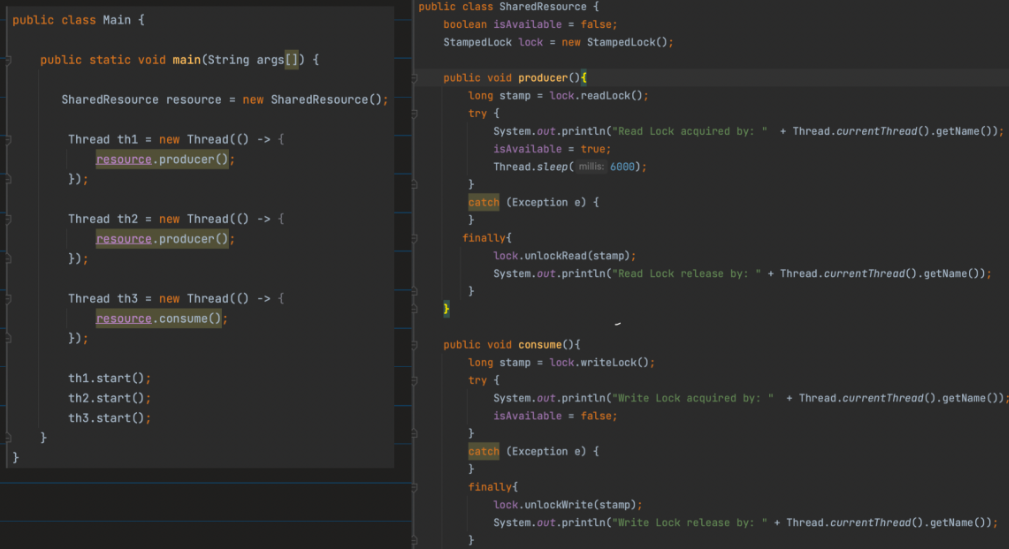 public class Main {
public static void main(String args[]) {
SharedResource resource = new SharedResource();
Thread th1 = new Thread(() -> {
resource.producer();
});
Thread th2 = new Thread(() -> {
resource.producer();
});
Thread th3 = new Thread(() -> {
resource.consume();
});
th1.start();
th2.start();
th3.start();
}
}
public class SharedResource {
boolean isAvailable = false;
StampedLock lock = new StampedLock();
public void producer(){
long stamp = lock.readLock();
try {
System.out.println("Read Lock acquired by: " + Thread.currentThread().getName());
isAvailable = true;
Thread.sleep( millis: 6000);
}
catch (Exception e) {
}
finally{
lock.unlockRead(stamp);
System.out.println("Read Lock release by: " + Thread.currentThread().getName());
}
}
public void consume(){
long stamp = lock.writeLock();
try {
System.out.println("Write Lock acquired by: " + Thread.currentThread().getName());
isAvailable = false;
}
catch (Exception e) {
}
finally{
lock.unlockWrite(stamp);
System.out.println("Write Lock release by: " + Thread.currentThread().getName());
}